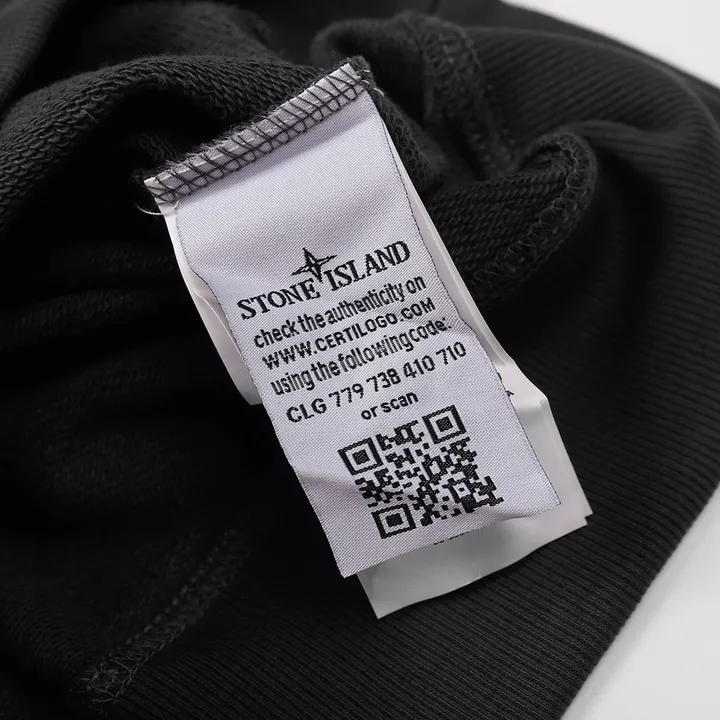 STONE ISLAND
check the authenticity on
WWW.CERTILOGO.COM
using the following code:
CLG 779 738 410 710
or scan